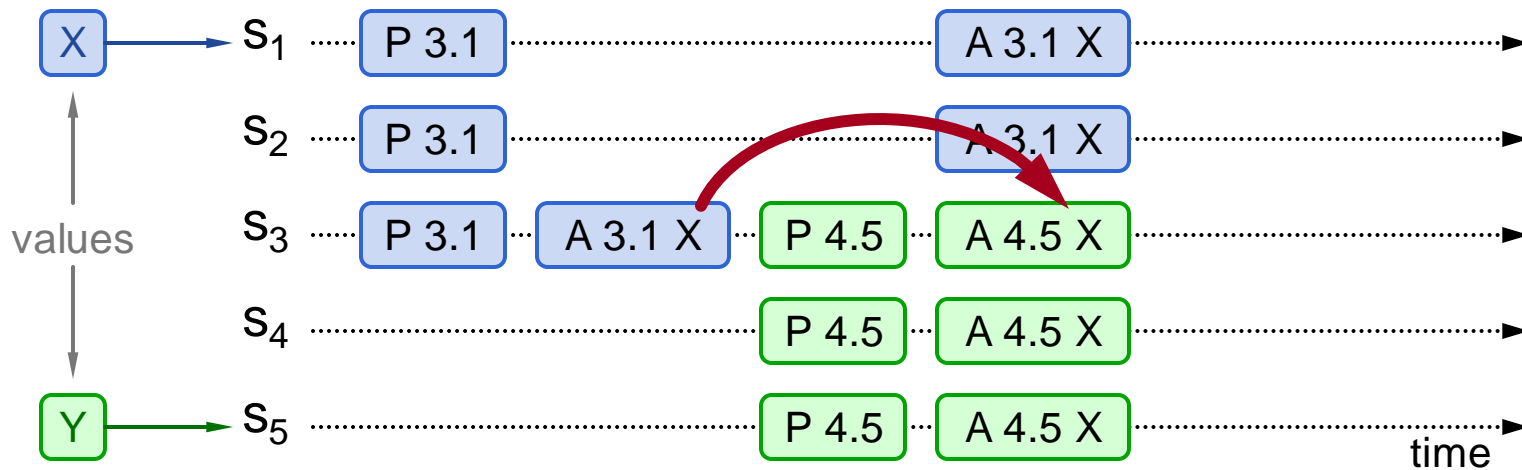 X S1 P 3.1 A 3.1 X
S2 P 3.1 A 3.1 X
values S3 P 3.1 A 3.1 X P 4.5 A 4.5 X
S4 P 4.5 A 4.5 X
Y S5 P 4.5 A 4.5 X
time